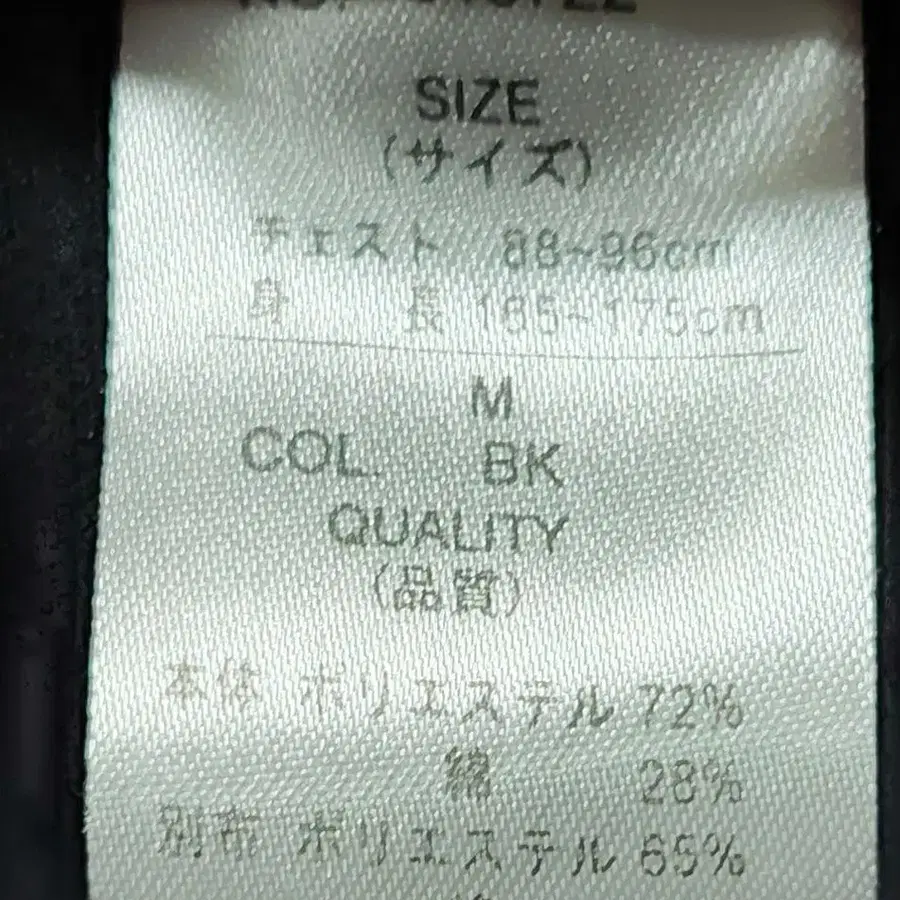 SIZE
(サイズ)
チェスト 88~96cm
身 長 165~175cm
M
COL. BK
QUALITY
(品質)
本体 ポリエステル 72%
綿 28%
別布 ポリエステル 65%